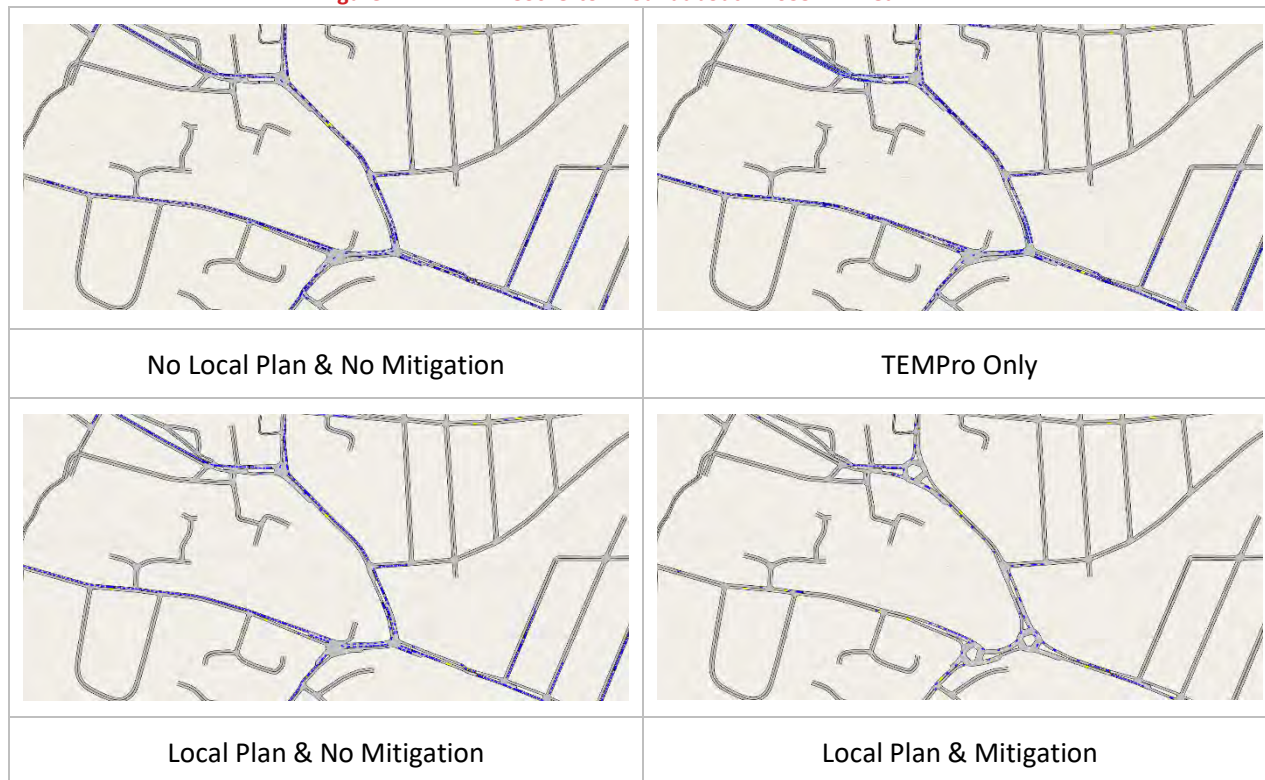 No Local Plan & No Mitigation
TEMPro Only
Local Plan & No Mitigation
Local Plan & Mitigation